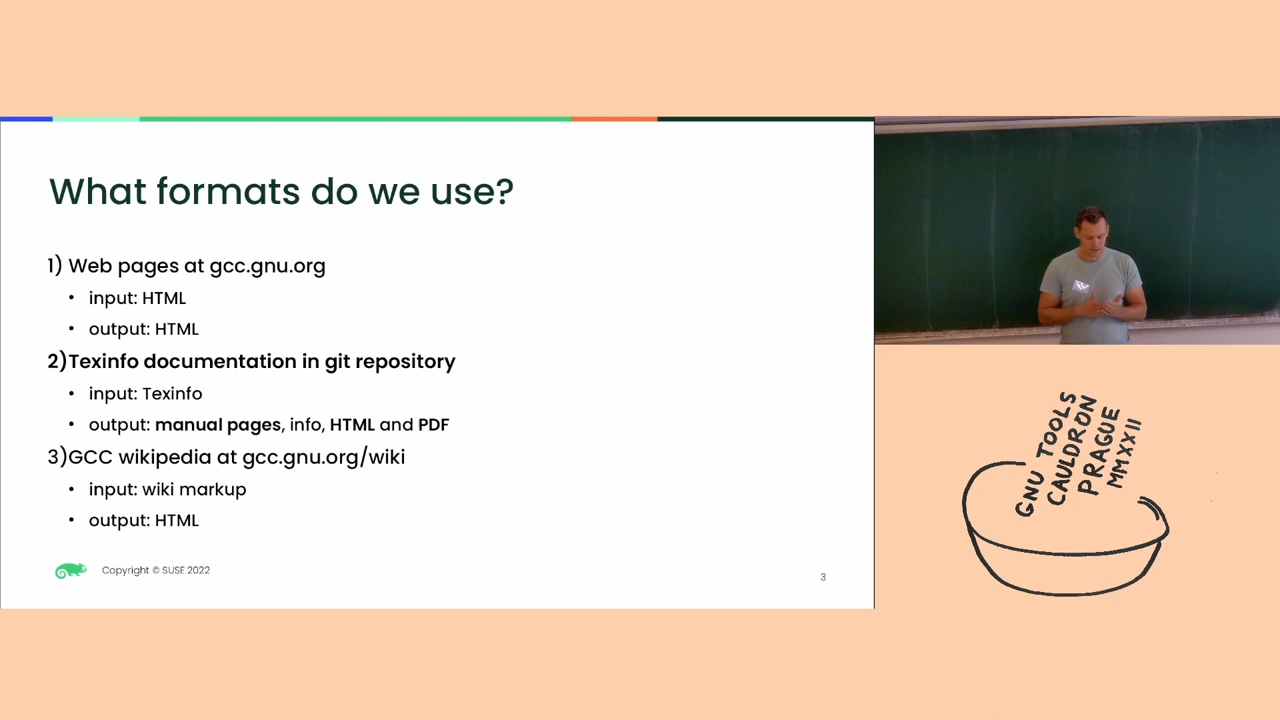 What formats do we use?
1) Web pages at gcc.gnu.org
• input: HTML
• output: HTML
2)Texinfo documentation in git repository
• input: Texinfo
• output: manual pages, info, HTML and PDF
3)GCC wikipedia at gcc.gnu.org/wiki
• input: wiki markup
• output: HTML
Copyright © SUSE 2022
3
GNU TOOLS
CAULDRON
PRAGUE
MMXXII